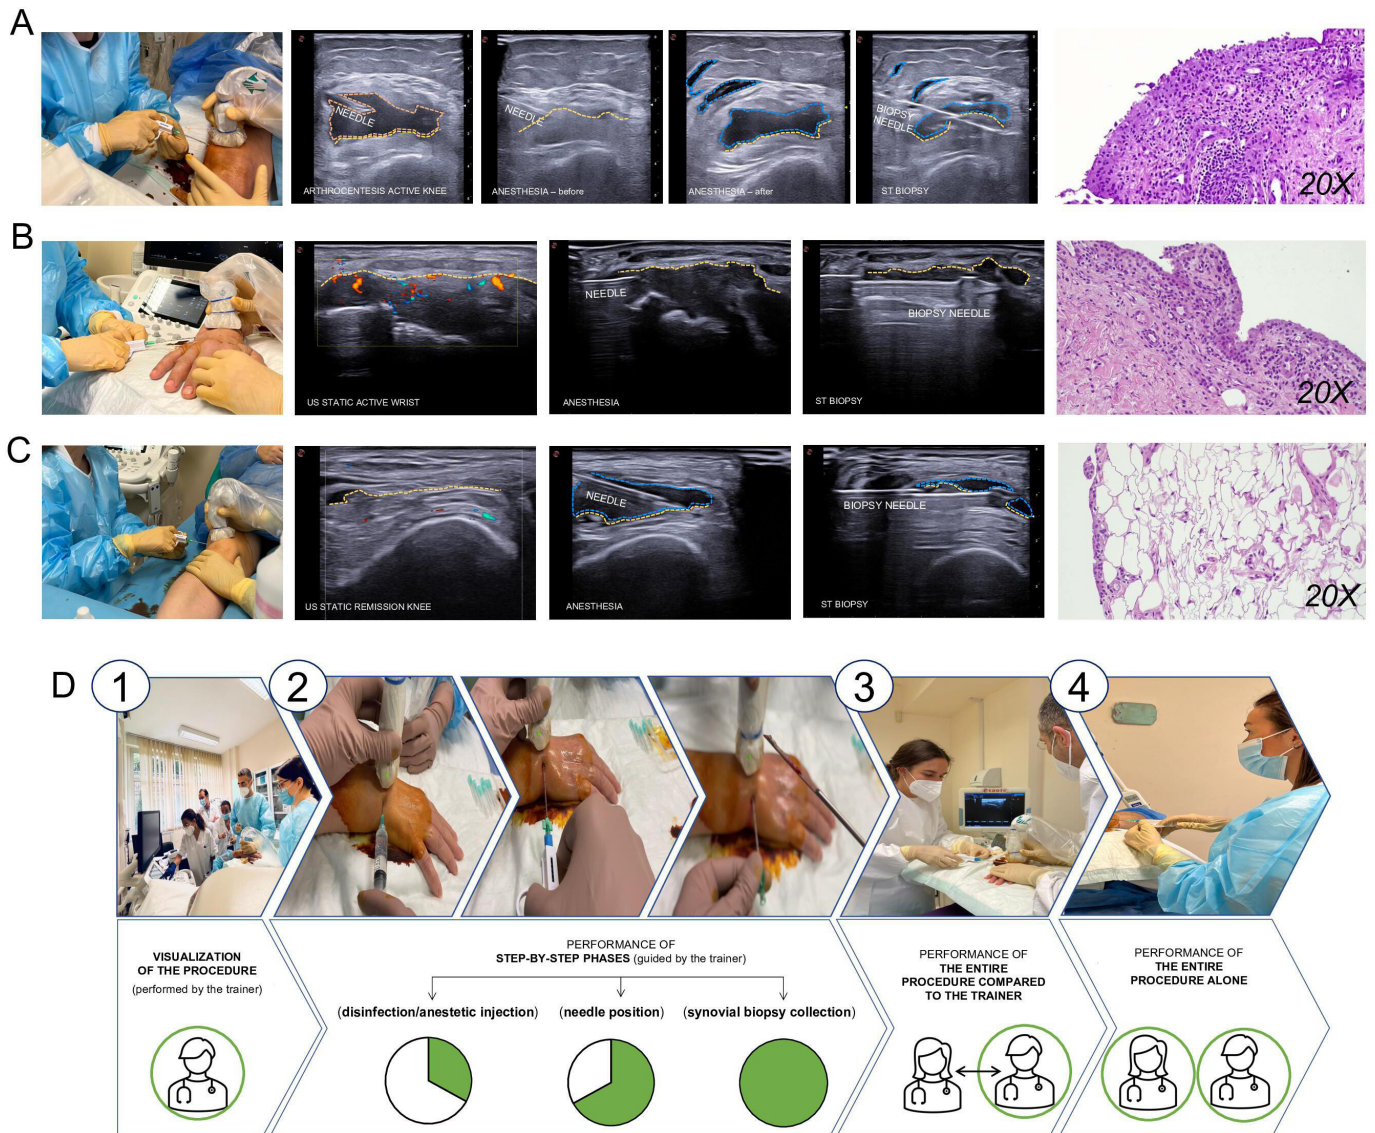 A
NEEDLE
ARTHROCENTESIS ACTIVE KNEE
NEEDLE
ANESTHESIA – before
ANESTHESIA – after
BIOPSY
NEEDLE
ST BIOPSY
20X
B
US STATIC ACTIVE WRIST
NEEDLE
ANESTHESIA
BIOPSY NEEDLE
ST BIOPSY
20X
C
US STATIC REMISSION KNEE
NEEDLE
ANESTHESIA
BIOPSY NEEDLE
ST BIOPSY
20X
D
1
2
3
4
VISUALIZATION
OF THE PROCEDURE
(performed by the trainer)
PERFORMANCE OF
STEP-BY-STEP PHASES (guided by the trainer)
(disinfection/anestetic injection)
(needle position)
(synovial biopsy collection)
PERFORMANCE OF
THE ENTIRE
PROCEDURE COMPARED
TO THE TRAINER
PERFORMANCE OF
THE ENTIRE
PROCEDURE ALONE